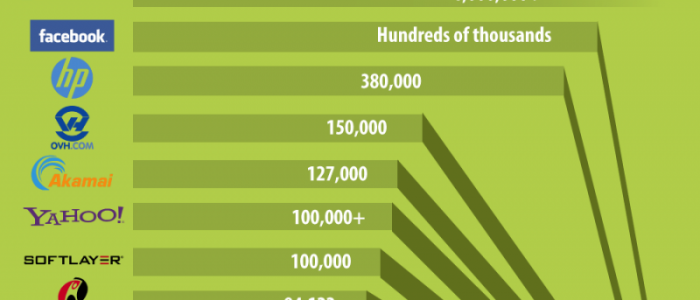 facebook
Hundreds of thousands
hp
380,000
OVH.COM
150,000
Akamai
127,000
YAHOO!
100,000+
SOFTLAYER
100,000